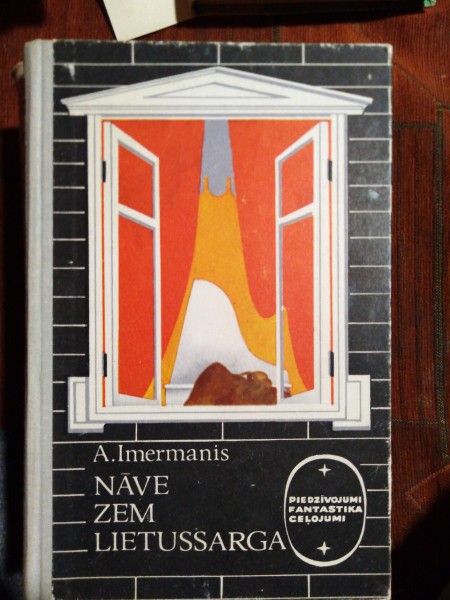 A.Imermanis
NĀVE
ZEM
LIETUSSARGA
PIEDZĪVOJUMI
FANTASTIKA
CEĻOJUMI